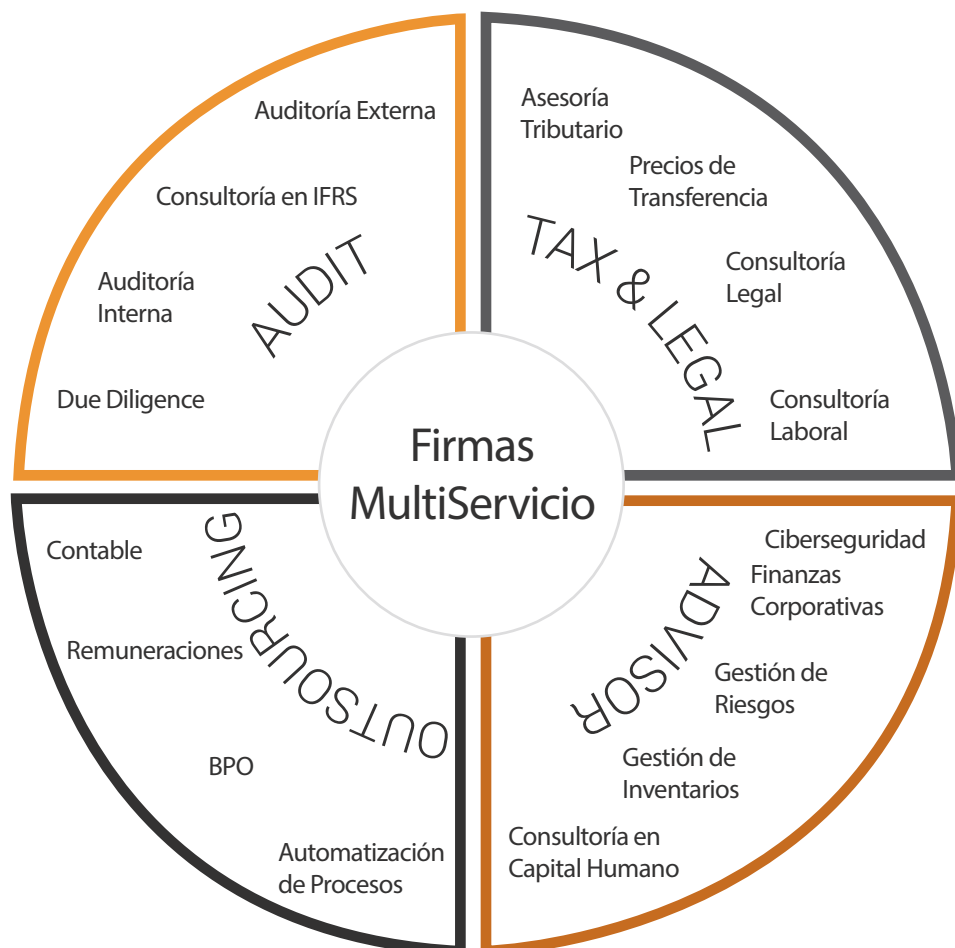 Auditoría Externa
Consultoría en IFRS
Auditoría
Interna
Due Diligence
AUDIT
Asesoría
Tributario
Precios de
Transferencia
Consultoría
Legal
Consultoría
Laboral
TAX & LEGAL
Firmas
MultiServicio
Contable
Remuneraciones
BPO
Automatización
de Procesos
OUTSOURCING
Ciberseguridad
Finanzas
Corporativas
Gestión de
Riesgos
Gestión de
Inventarios
Consultoría en
Capital Humano
ADVISOR